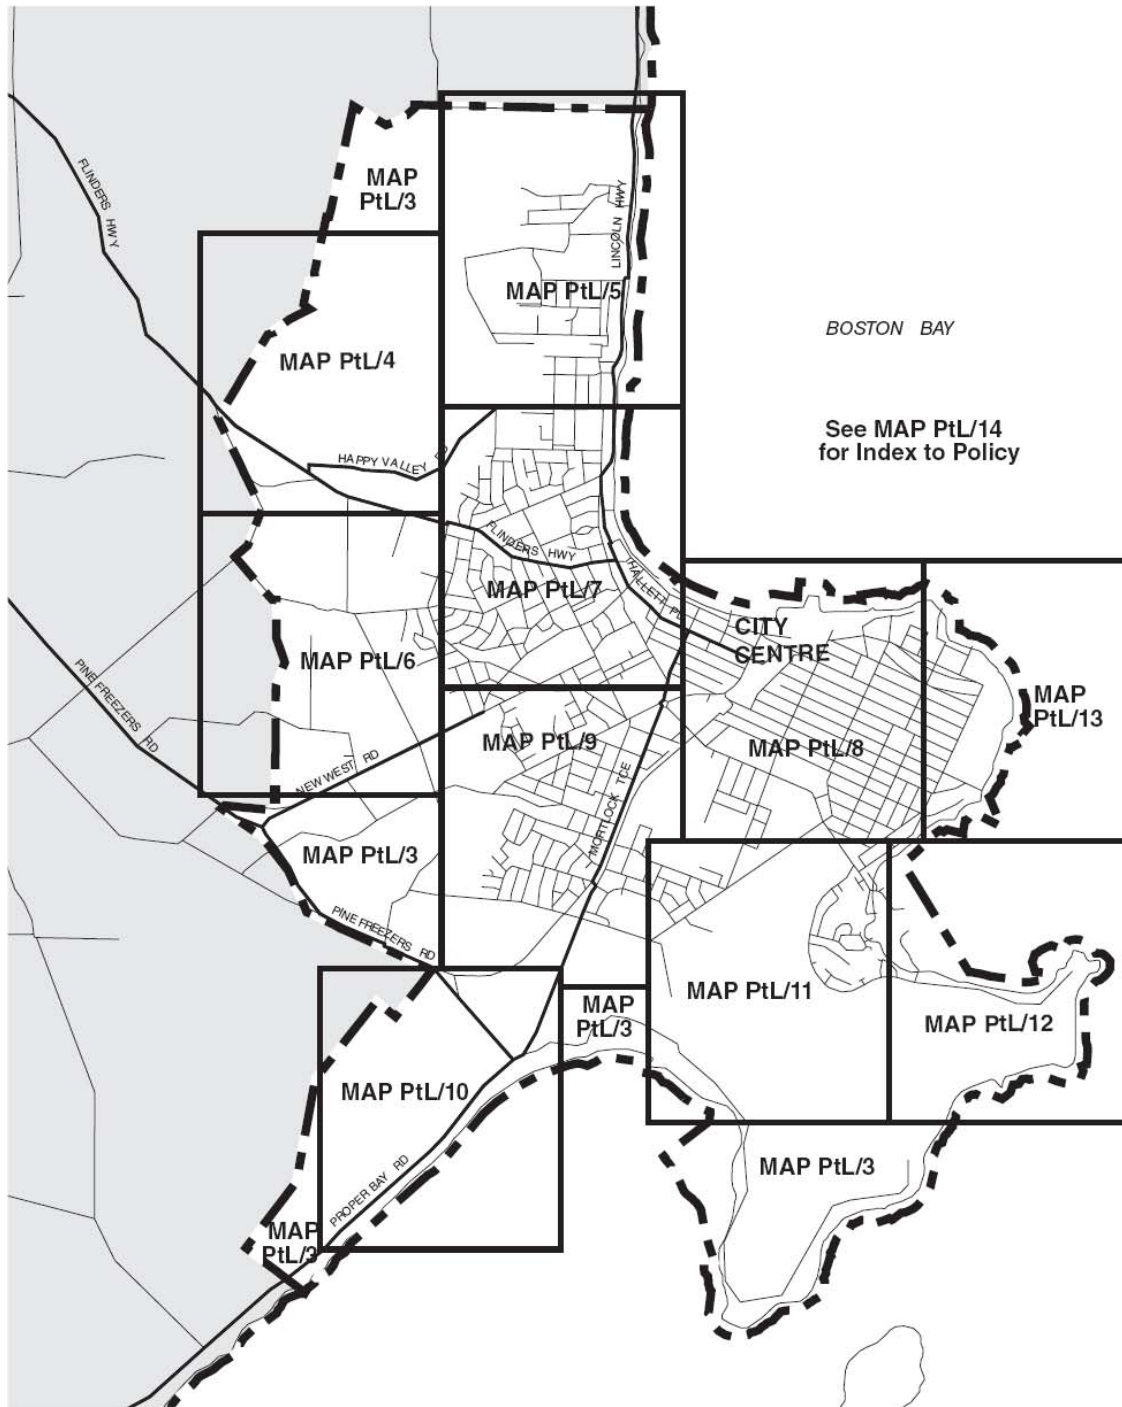 FLINDERS HWY
MAP
PtL/3
LINCOLN HWY
MAP PtL/5
BOSTON BAY
MAP PtL/4
See MAP PtL/14
for Index to Policy
HAPPY VALLEY RD
FLINDERS HWY
MAP PtL/7
HALLETT PL
CITY
CENTRE
MAP PtL/6
PINE FREEZERS RD
MAP
PtL/13
MAP PtL/9
MAP PtL/8
NEW WEST RD
MORTLOCK TCE
MAP PtL/3
PINE FREEZERS RD
MAP PtL/11
MAP
PtL/3
MAP PtL/12
MAP PtL/10
MAP PtL/3
PROPER BAY RD
MAP
PtL/3